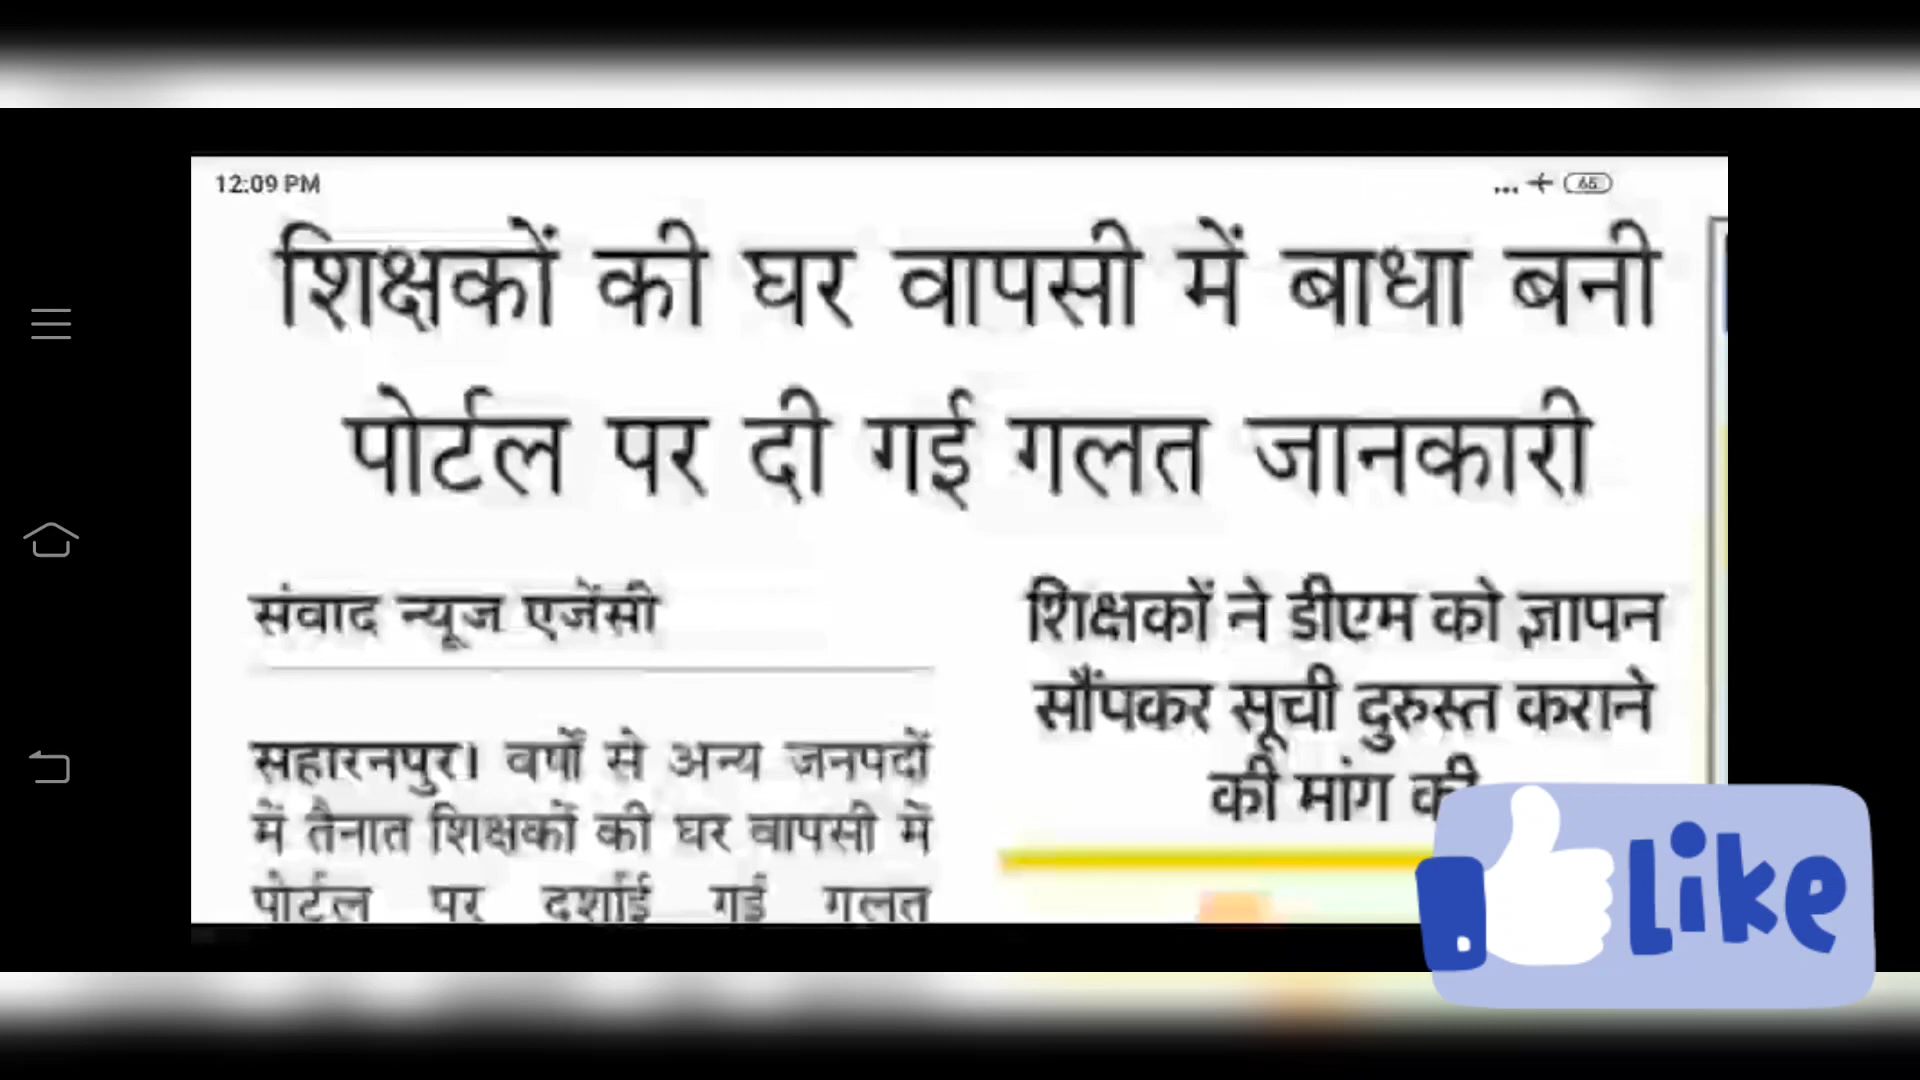 12:09 PM
... 65
शिक्षकों की घर वापसी में बाधा बनी
पोर्टल पर दी गई गलत जानकारी
संवाद न्यूज एजेंसी
सहारनपुर। वर्षों से अन्य जनपदों
में तैनात शिक्षकों की घर वापसी में
पोर्टल पर दर्शाई गई गलत
शिक्षकों ने डीएम को ज्ञापन
सौंपकर सूची दुरुस्त कराने
की मांग की
Like